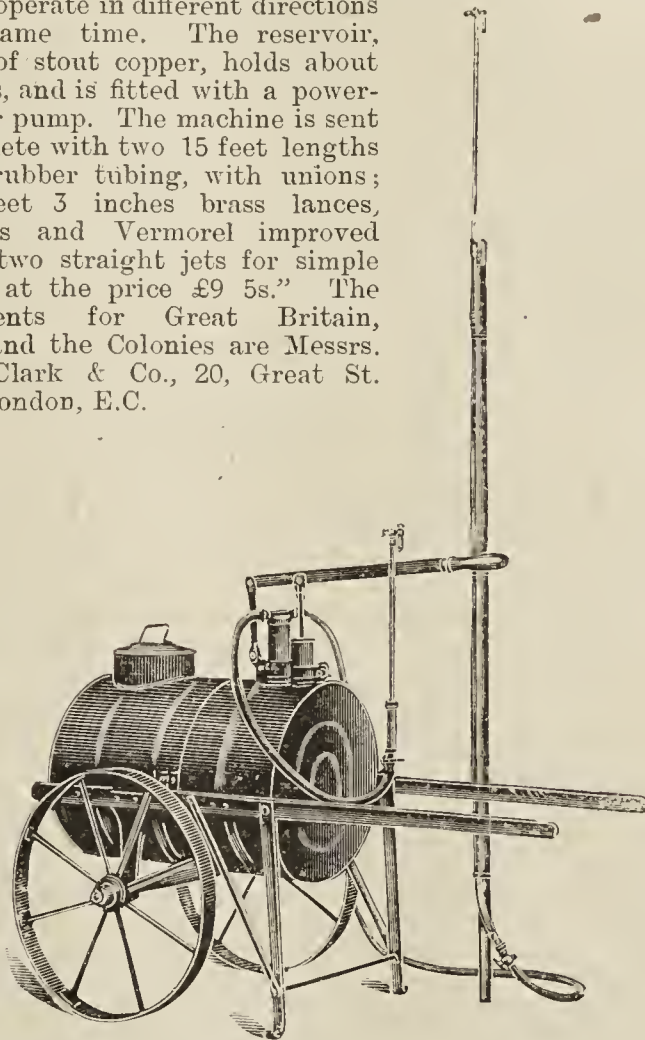 operate in different directions
ame time. The reservoir,
of stout copper, holds about
, and is fitted with a power-
pump. The machine is sent
ete with two 15 feet lengths
rubber tubing, with unions;
eet 3 inches brass lances,
s and Vermorel improved
two straight jets for simple
at the price £9 5s.” The
ents for Great Britain,
and the Colonies are Messrs.
Clark & Co., 20, Great St.
ondon, E.C.